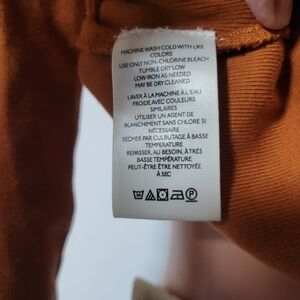 MACHINE WASH COLD WITH LIKE
COLORS
USE ONLY NON-CHLORINE BLEACH
TUMBLE DRY LOW
LOW IRON AS NEEDED
MAY BE DRY CLEANED
LAVER À LA MACHINE À L'EAU
FROIDE AVEC COULEURS
SIMILAIRES
UTILISER UN AGENT DE
BLANCHIMENT SANS CHLORE SI
NÉCESSAIRE
SECHER PAR CULBUTAGE À BASSE
TEMPERATURE
REPASSER, AU BESOIN, À TRÈS
BASSE TEMPÉRATURE
PEUT-ÊTRE ÊTRE NETTOYÉE
À SEC
P